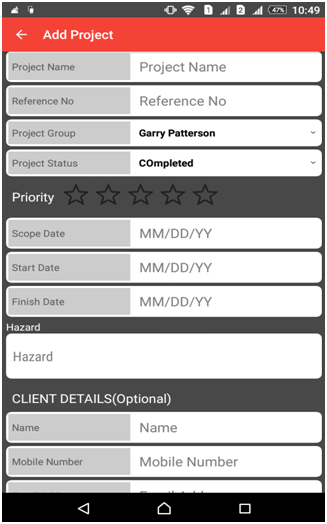 1 2 47% 10:49
Add Project
Project Name Project Name
Reference No Reference No
Project Group Garry Patterson
Project Status COmpleted
Priority
Scope Date MM/DD/YY
Start Date MM/DD/YY
Finish Date MM/DD/YY
Hazard
Hazard
CLIENT DETAILS(Optional)
Name Name
Mobile Number Mobile Number